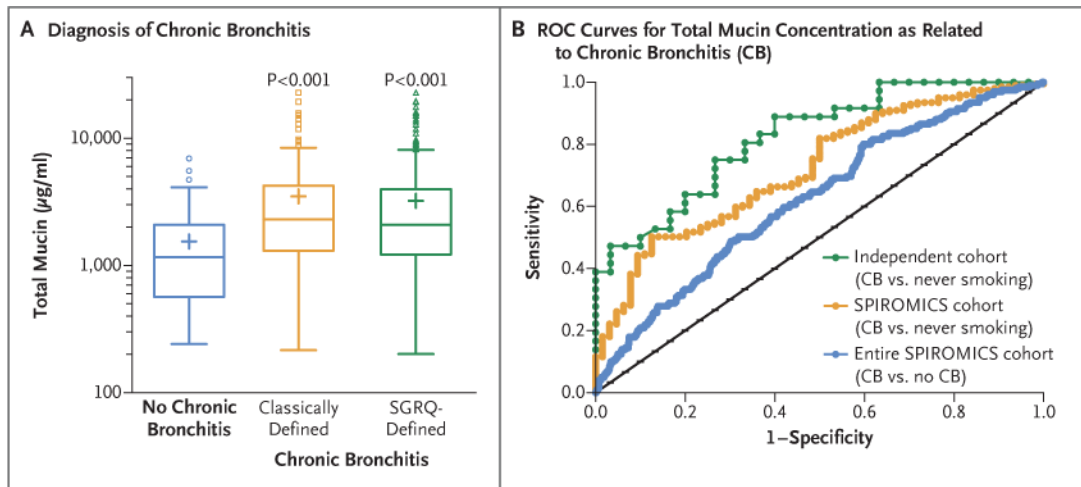 A Diagnosis of Chronic Bronchitis
P<0.001
P<0.001
Total Mucin (µg/ml)
10,000
1,000
100
No Chronic
Bronchitis
Classically
Defined
SGRQ-
Defined
Chronic Bronchitis
B ROC Curves for Total Mucin Concentration as Related
to Chronic Bronchitis (CB)
Sensitivity
1.0
0.8
0.6
0.4
0.2
0.0
Independent cohort
(CB vs. never smoking)
SPIROMICS cohort
(CB vs. never smoking)
Entire SPIROMICS cohort
(CB vs. no CB)
0.0 0.2 0.4 0.6 0.8 1.0
1−Specificity